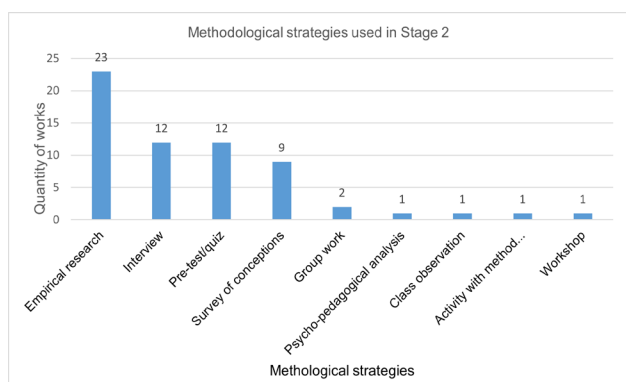 Methodological strategies used in Stage 2
Quantity of works
25
20
15
10
5
0
23
12
12
9
2
1
1
1
1
Empirical research
Interview
Pre-test/quiz
Survey of conceptions
Group work
Psycho-pedagogical analysis
Class observation
Activity with method...
Workshop
Methological strategies